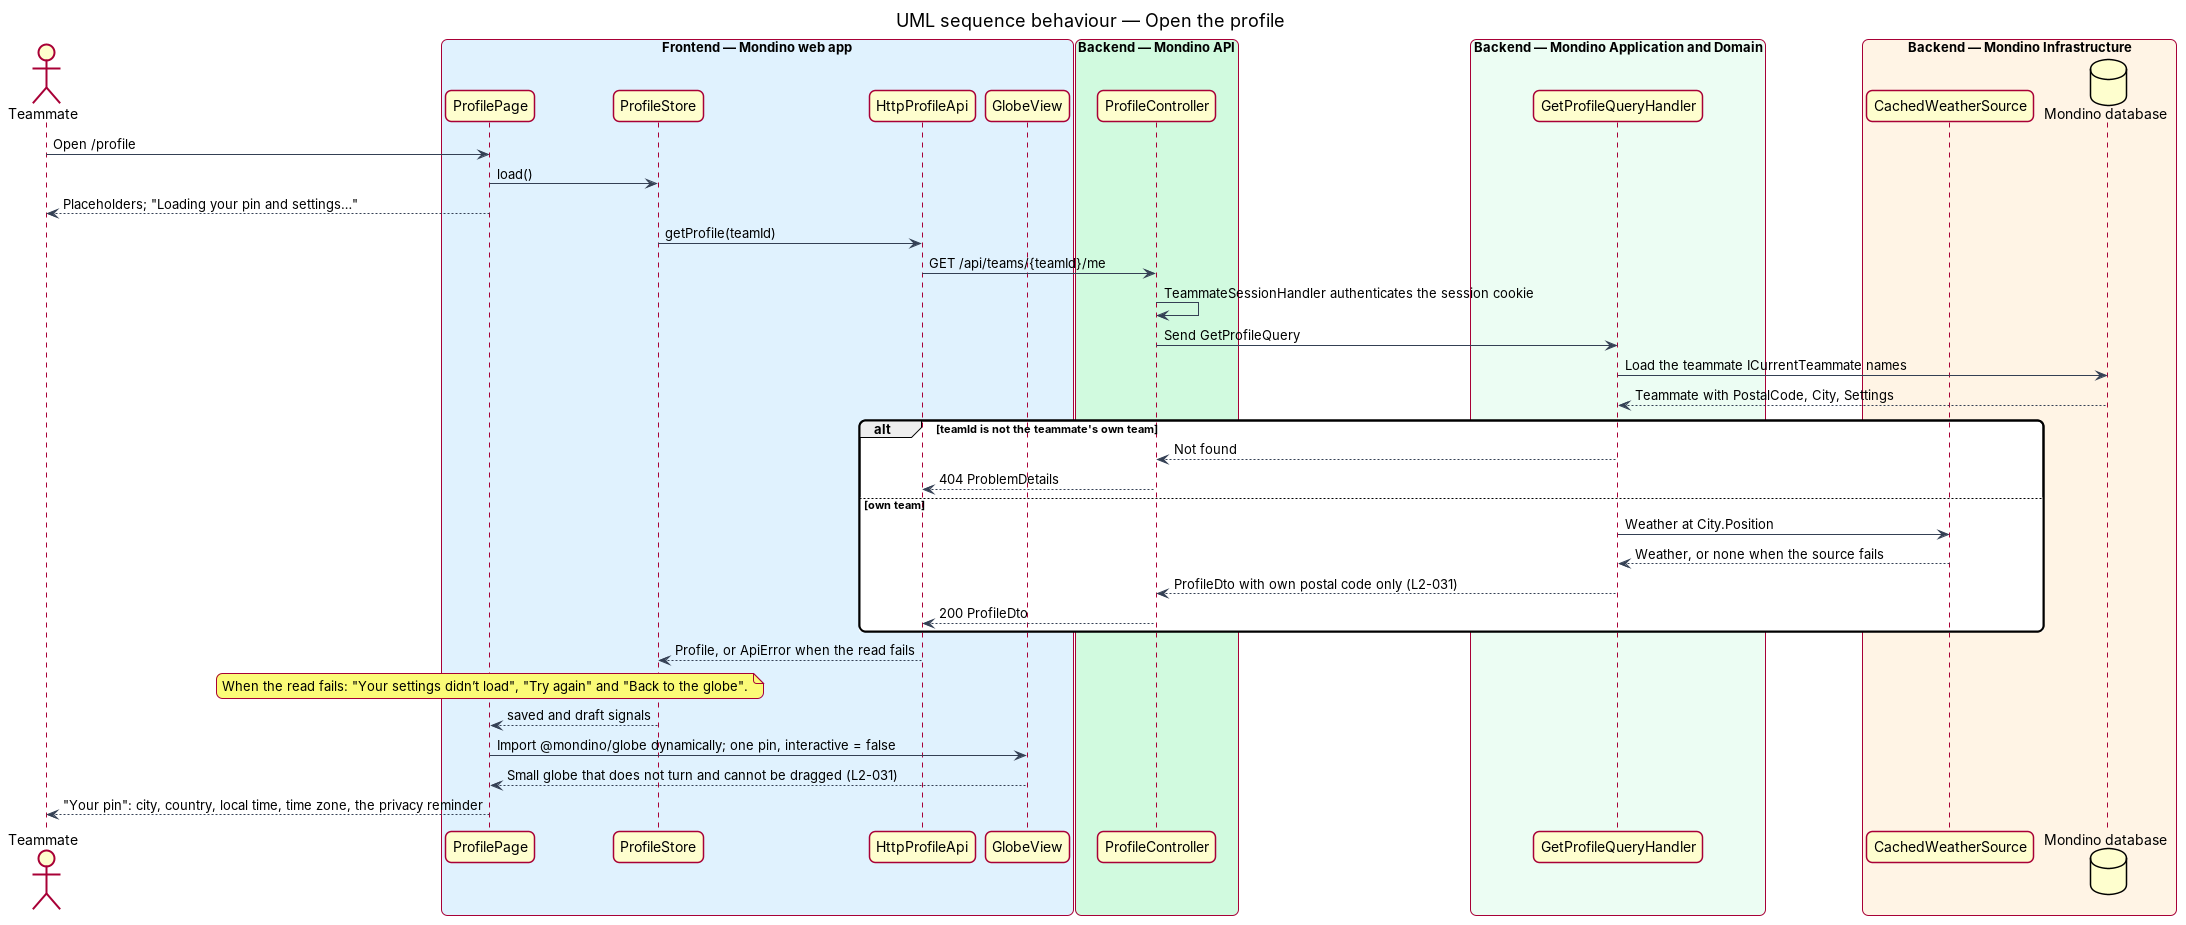 UML sequence behaviour — Open the profile
Frontend — Mondino web app
Backend — Mondino API
Backend — Mondino Application and Domain
Backend — Mondino Infrastructure
Teammate
ProfilePage
ProfileStore
HttpProfileApi
GlobeView
ProfileController
GetProfileQueryHandler
CachedWeatherSource
Mondino database
Open /profile
load()
Placeholders; "Loading your pin and settings…"
getProfile(teamId)
GET /api/teams/{teamId}/me
TeammateSessionHandler authenticates the session cookie
Send GetProfileQuery
Load the teammate ICurrentTeammate names
Teammate with PostalCode, City, Settings
alt
[teamId is not the teammate's own team]
Not found
404 ProblemDetails
[own team]
Weather at City.Position
Weather, or none when the source fails
ProfileDto with own postal code only (L2-031)
200 ProfileDto
Profile, or ApiError when the read fails
When the read fails: "Your settings didn’t load", "Try again" and "Back to the globe".
saved and draft signals
Import @mondino/globe dynamically; one pin, interactive = false
Small globe that does not turn and cannot be dragged (L2-031)
"Your pin": city, country, local time, time zone, the privacy reminder
Teammate
ProfilePage
ProfileStore
HttpProfileApi
GlobeView
ProfileController
GetProfileQueryHandler
CachedWeatherSource
Mondino database